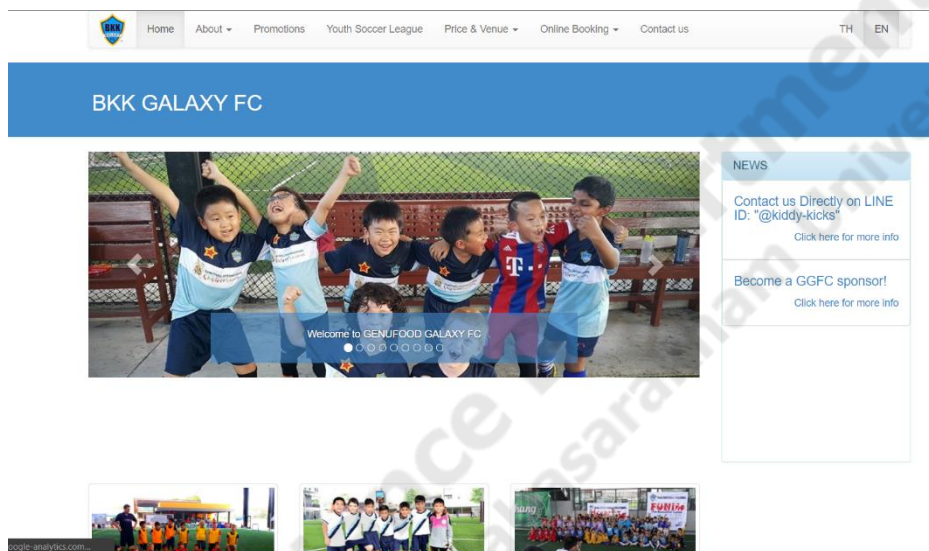 BKK
Home
About
Promotions
Youth Soccer League
Price & Venue
Online Booking
Contact us
TH
EN
BKK GALAXY FC
NEWS
Contact us Directly on LINE
ID: "@kiddy-kicks"
Click here for more info
Become a GGFC sponsor!
Click here for more info
Welcome to GENUFOOD GALAXY FC
T
FUNiN
oogle-analytics.com...